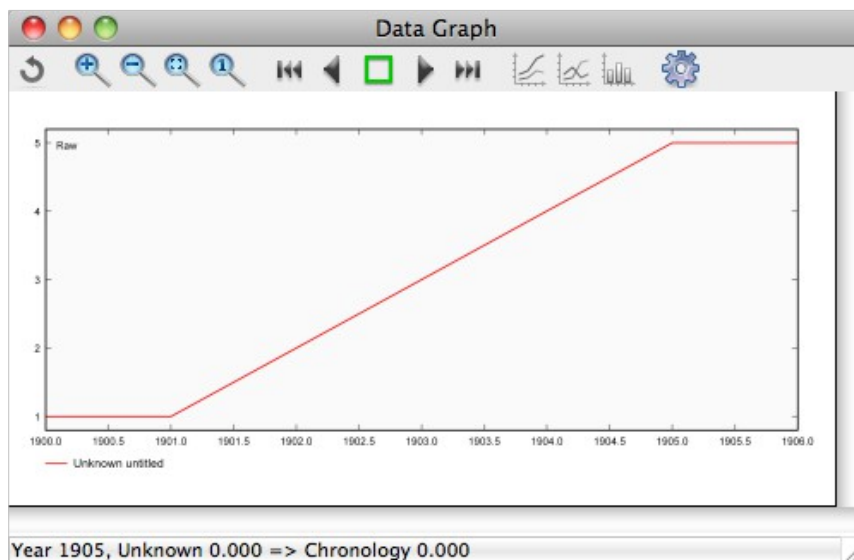 Data Graph
Raw
5
4
3
2
1
1900.0 1900.5 1901.0 1901.5 1902.0 1902.5 1903.0 1903.5 1904.0 1904.5 1905.0 1905.5 1906.0
Unknown untitled
Year 1905, Unknown 0.000 => Chronology 0.000